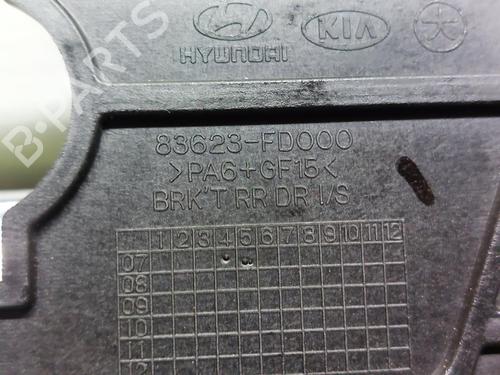 HYUNDAI KIA
83623-FD000
>PA6+GF15<
BRK'T RR DR I/S
1 2 3 4 5 6 7 8 9 10 11 12
07
08
09
10
11
B-PARTS